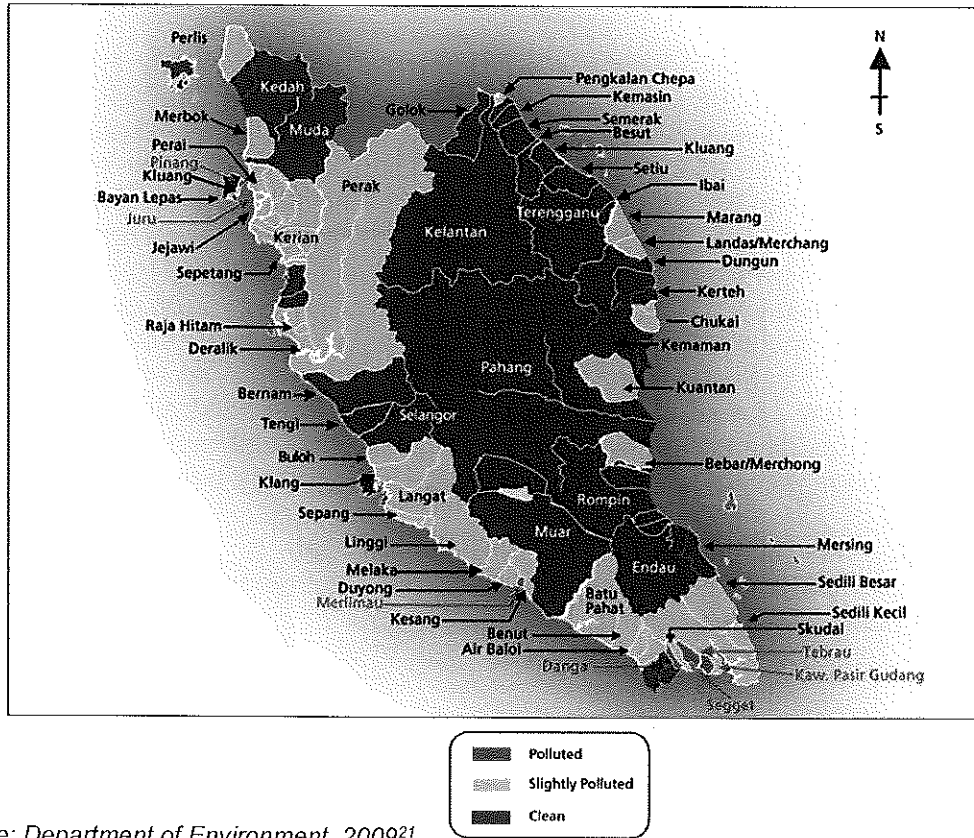 N
S
Perlis
Kedah
Muda
Merbok
Perai
Pinang
Kluang
Bayan Lepas
Juru
Jejawi
Kerian
Perak
Sepetang
Raja Hitam
Deralik
Bernam
Tengi
Selangor
Buloh
Klang
Langat
Sepang
Linggi
Melaka
Duyong
Merlimau
Kesang
Muar
Batu
Pahat
Benut
Air Baloi
Danga
Golok
Pengkalan Chepa
Kemasin
Semerak
Besut
Kluang
Setiu
Ibai
Terengganu
Marang
Kelantan
Landas/Merchang
Dungun
Kerteh
Chukai
Kemaman
Pahang
Kuantan
Bebar/Merchong
Rompin
Mersing
Endau
Sedili Besar
Sedili Kecil
Skudai
Tebrau
Kaw. Pasir Gudang
Segget
Polluted
Slightly Polluted
Clean
e: Department of Environment, 2009²¹